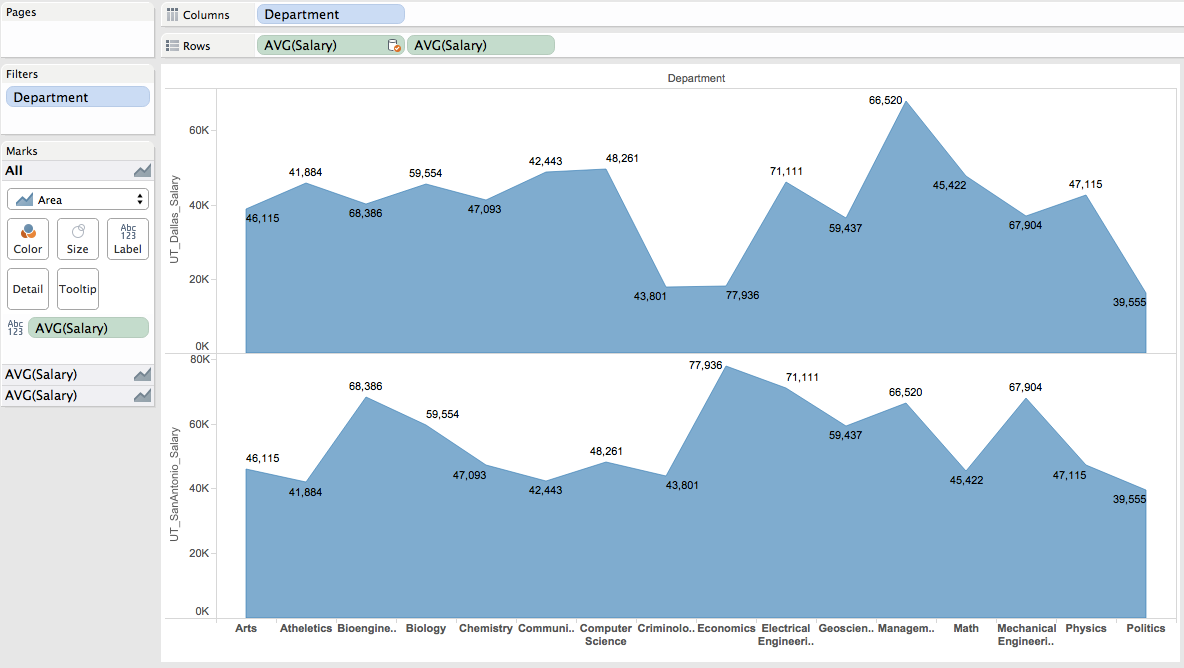 Pages
Columns
Department
Rows
AVG(Salary)
AVG(Salary)
Filters
Department
Marks
All
Area
Color
Size
Abc
123
Label
Detail
Tooltip
Abc
123
AVG(Salary)
AVG(Salary)
AVG(Salary)
Department
UT_Dallas_Salary
60K
40K
20K
0K
46,115
41,884
68,386
59,554
47,093
42,443
48,261
43,801
77,936
71,111
59,437
66,520
45,422
67,904
47,115
39,555
UT_SanAntonio_Salary
80K
60K
40K
20K
0K
46,115
41,884
68,386
59,554
47,093
42,443
48,261
43,801
77,936
71,111
59,437
66,520
45,422
67,904
47,115
39,555
Arts
Atheletics
Bioengine..
Biology
Chemistry
Communi..
Computer
Science
Criminolo..
Economics
Electrical
Engineeri..
Geoscien..
Managem..
Math
Mechanical
Engineeri..
Physics
Politics